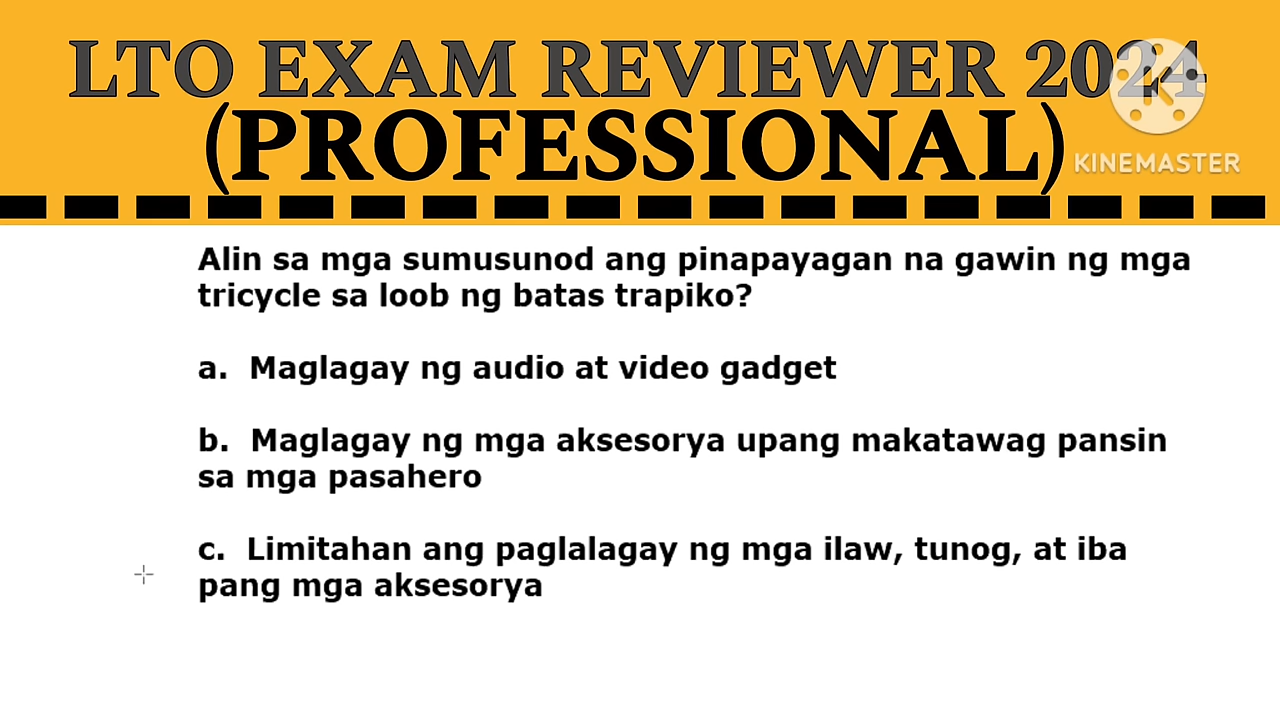 LTO EXAM REVIEWER 2024
(PROFESSIONAL)
KINEMASTER
Alin sa mga sumusunod ang pinapayagan na gawin ng mga
tricycle sa loob ng batas trapiko?
a. Maglagay ng audio at video gadget
b. Maglagay ng mga aksesorya upang makatawag pansin
sa mga pasahero
c. Limitahan ang paglalagay ng mga ilaw, tunog, at iba
pang mga aksesorya